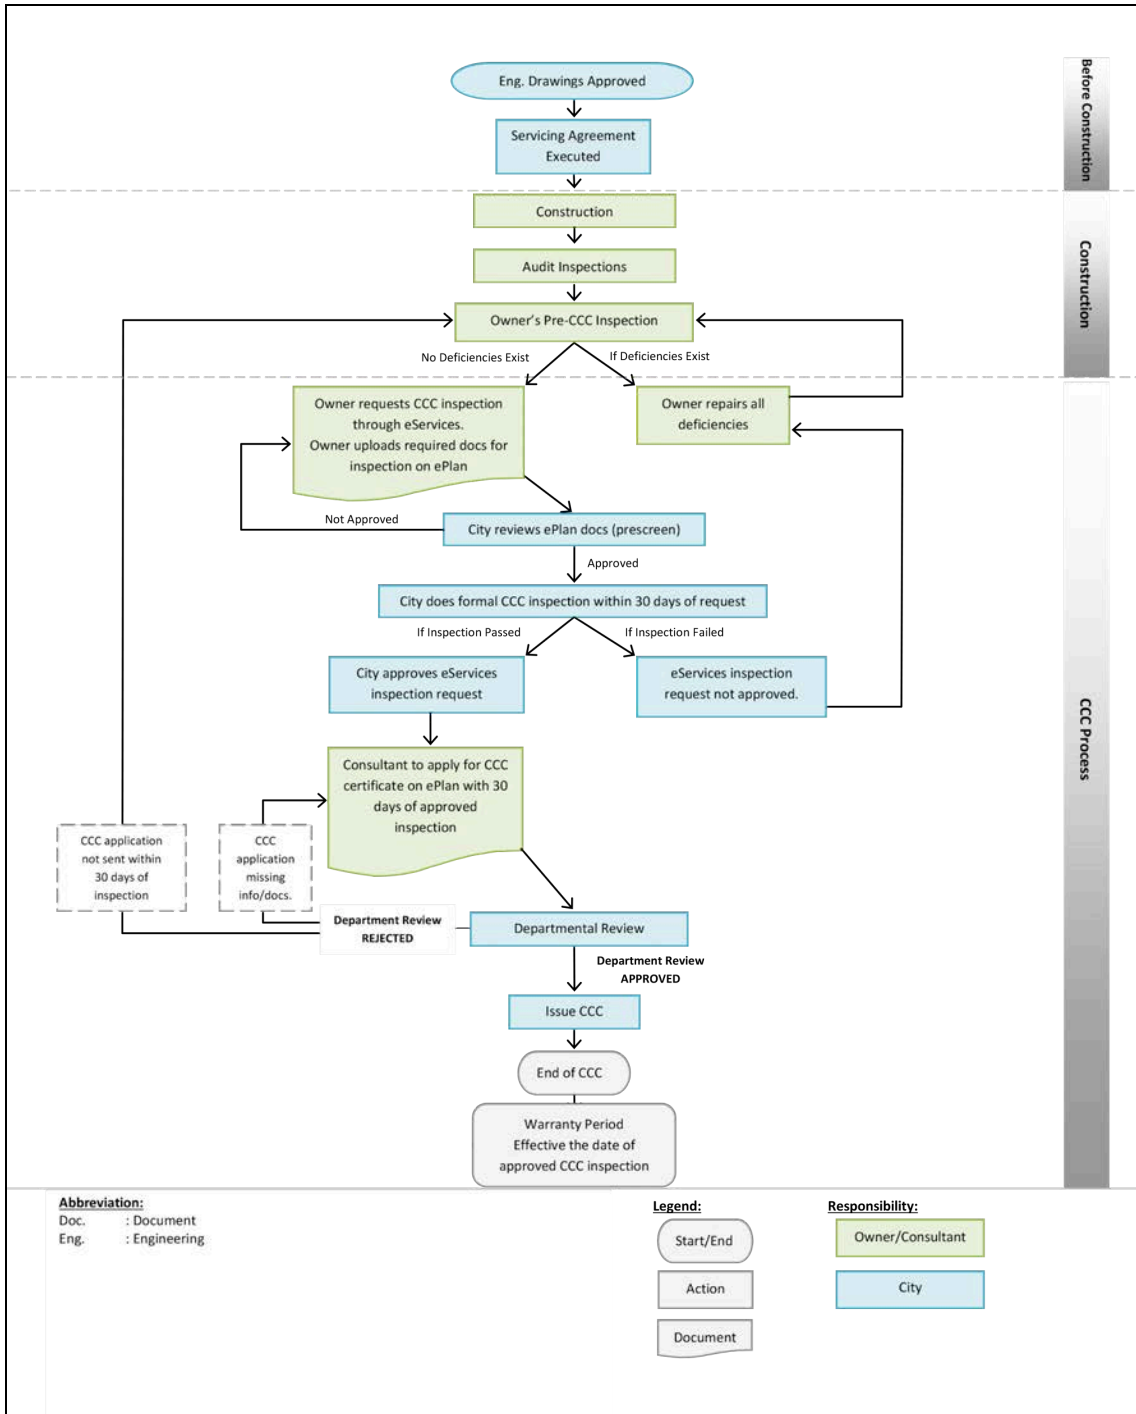 Eng. Drawings Approved
Before Construction
Servicing Agreement
Executed
Construction
Audit Inspections
Construction
Owner's Pre-CCC Inspection
No Deficiencies Exist
If Deficiencies Exist
Owner requests CCC inspection
through eServices.
Owner uploads required docs for
inspection on ePlan
Owner repairs all
deficiencies
Not Approved
City reviews ePlan docs (prescreen)
Approved
City does formal CCC inspection within 30 days of request
If Inspection Passed
If Inspection Failed
City approves eServices
inspection request
eServices inspection
request not approved.
CCC Process
Consultant to apply for CCC
certificate on ePlan with 30
days of approved
inspection
CCC application
not sent within
30 days of
inspection
CCC
application
missing
info/docs.
Department Review
REJECTED
Departmental Review
Department Review
APPROVED
Issue CCC
End of CCC
Warranty Period
Effective the date of
approved CCC inspection
Abbreviation:
Doc. : Document
Eng. : Engineering
Legend:
Start/End
Action
Document
Responsibility:
Owner/Consultant
City